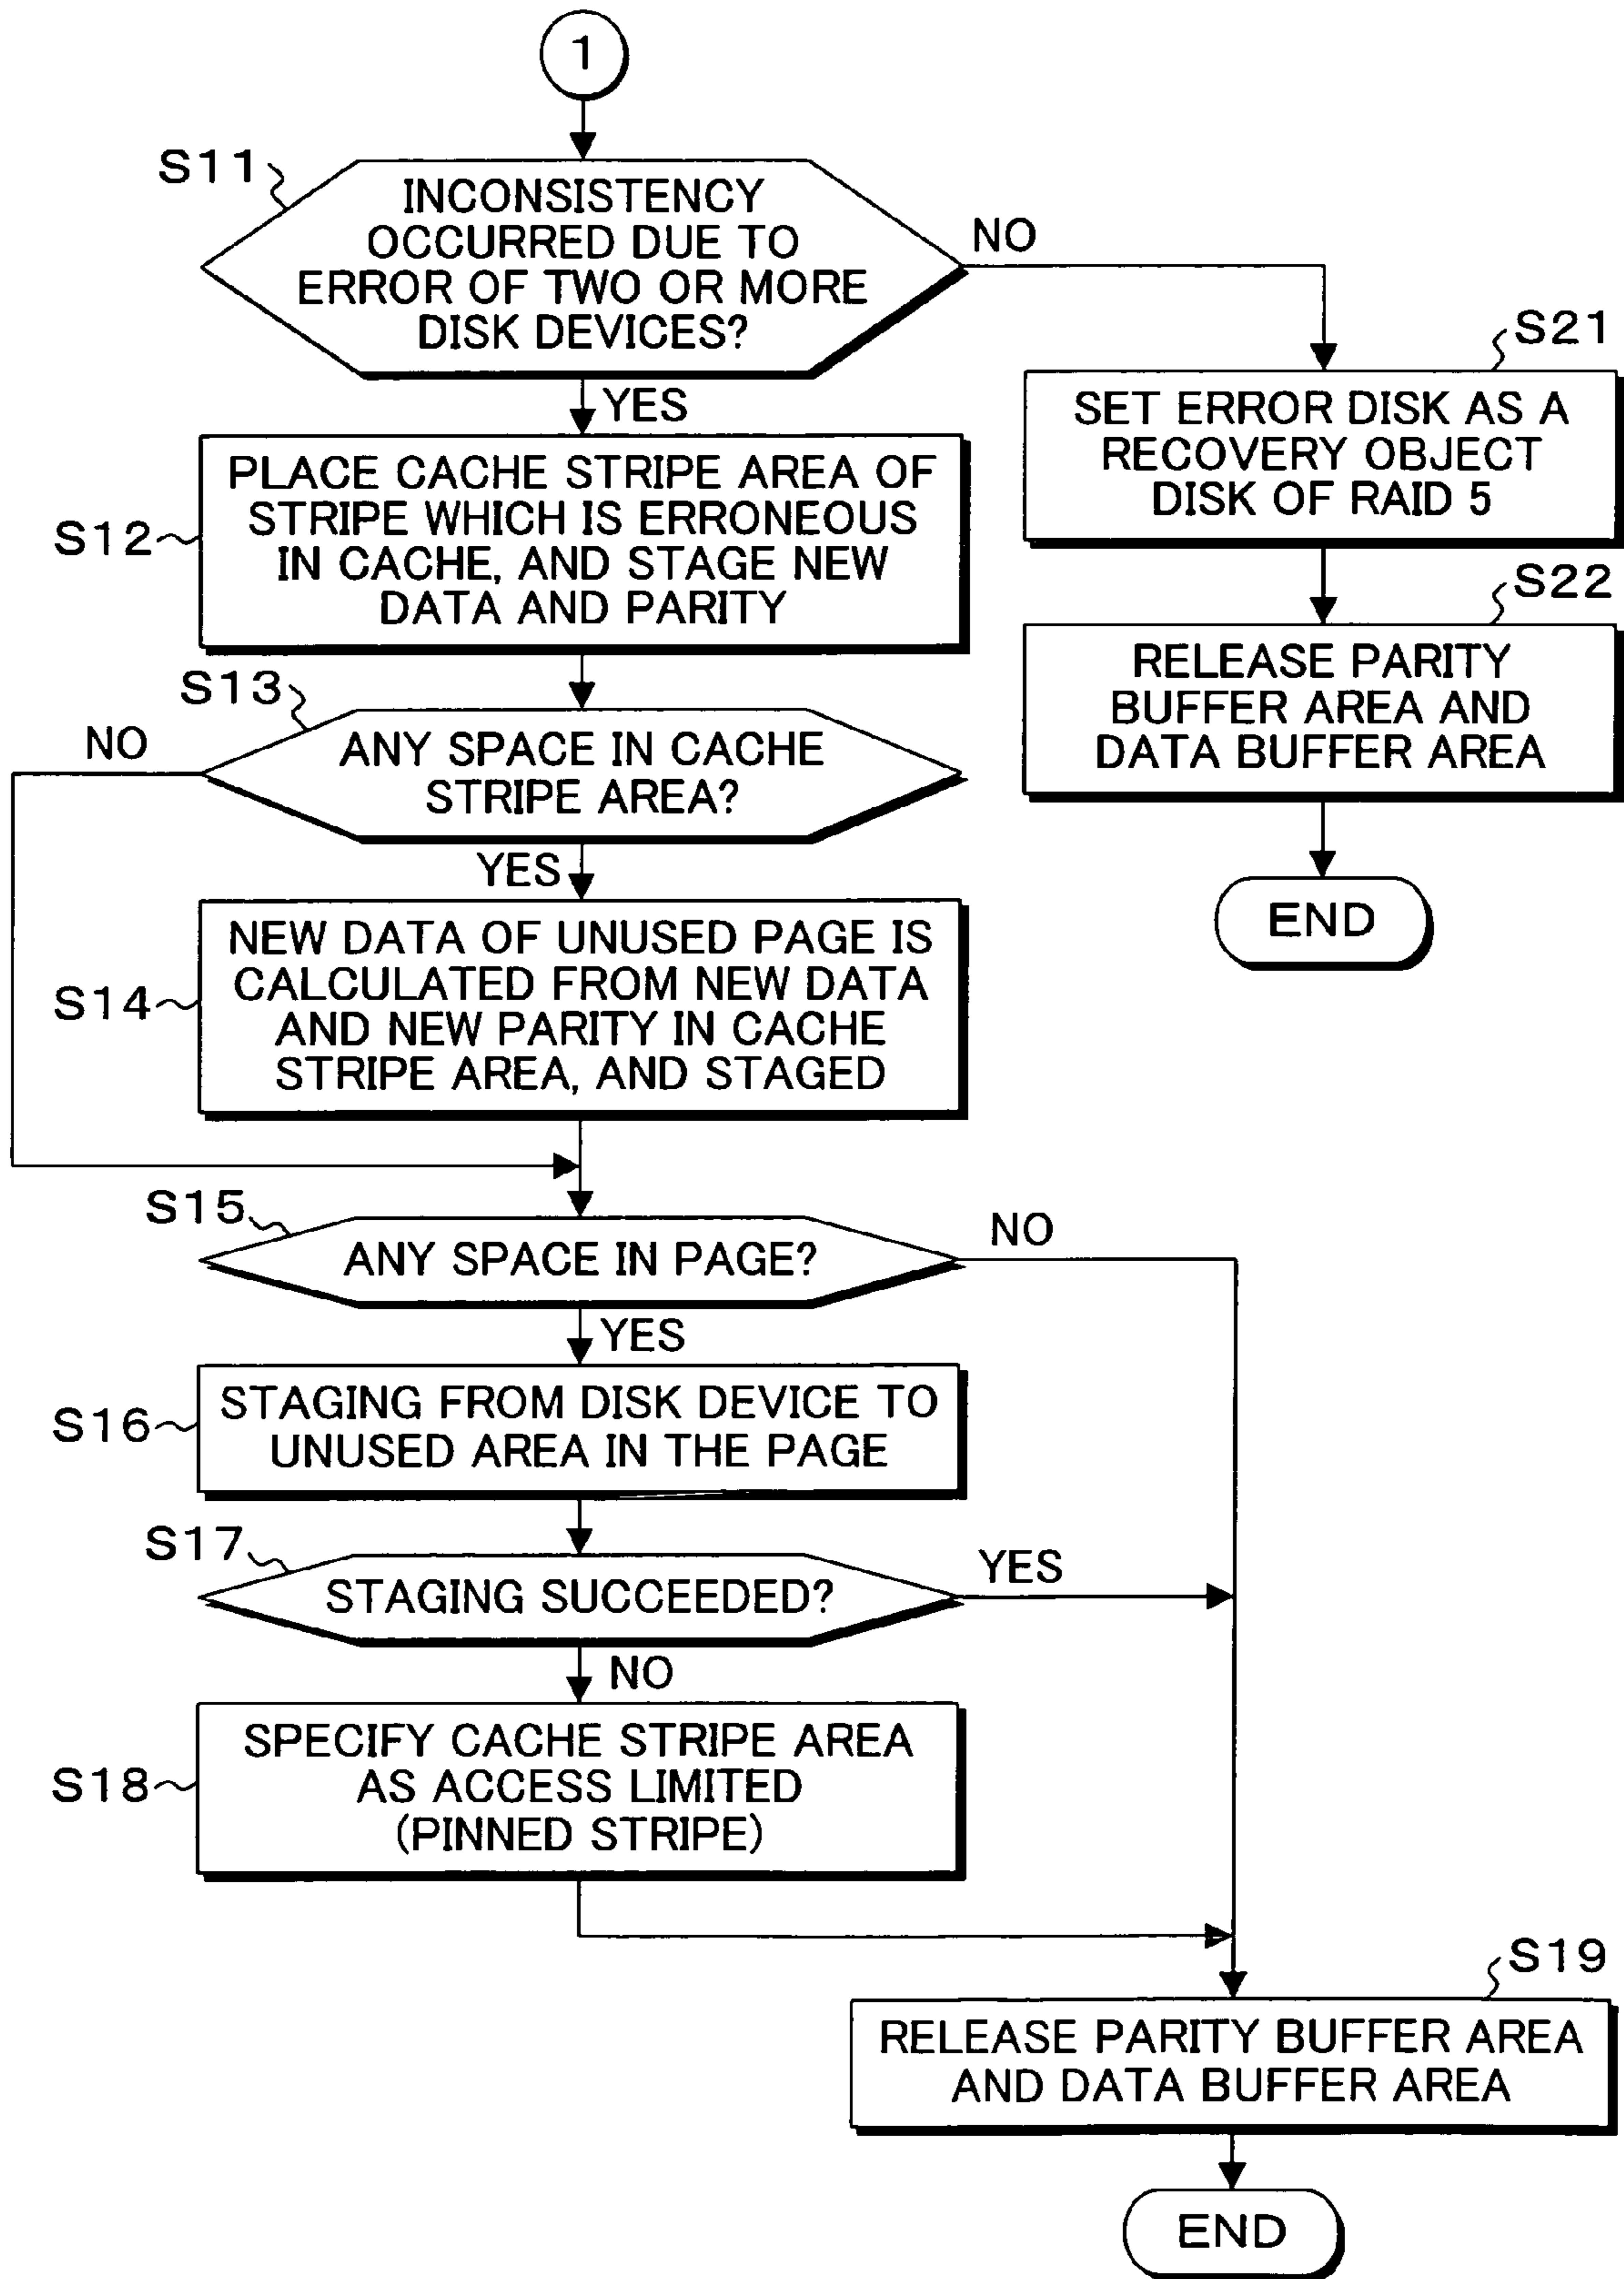 1
S11
INCONSISTENCY
OCCURRED DUE TO
ERROR OF TWO OR MORE
DISK DEVICES?
NO
YES
S21
SET ERROR DISK AS A
RECOVERY OBJECT
DISK OF RAID 5
S12
PLACE CACHE STRIPE AREA OF
STRIPE WHICH IS ERRONEOUS
IN CACHE, AND STAGE NEW
DATA AND PARITY
S22
RELEASE PARITY
BUFFER AREA AND
DATA BUFFER AREA
END
S13
NO
ANY SPACE IN CACHE
STRIPE AREA?
YES
S14
NEW DATA OF UNUSED PAGE IS
CALCULATED FROM NEW DATA
AND NEW PARITY IN CACHE
STRIPE AREA, AND STAGED
S15
ANY SPACE IN PAGE?
NO
YES
S16
STAGING FROM DISK DEVICE TO
UNUSED AREA IN THE PAGE
S17
STAGING SUCCEEDED?
YES
NO
S18
SPECIFY CACHE STRIPE AREA
AS ACCESS LIMITED
(PINNED STRIPE)
S19
RELEASE PARITY BUFFER AREA
AND DATA BUFFER AREA
END